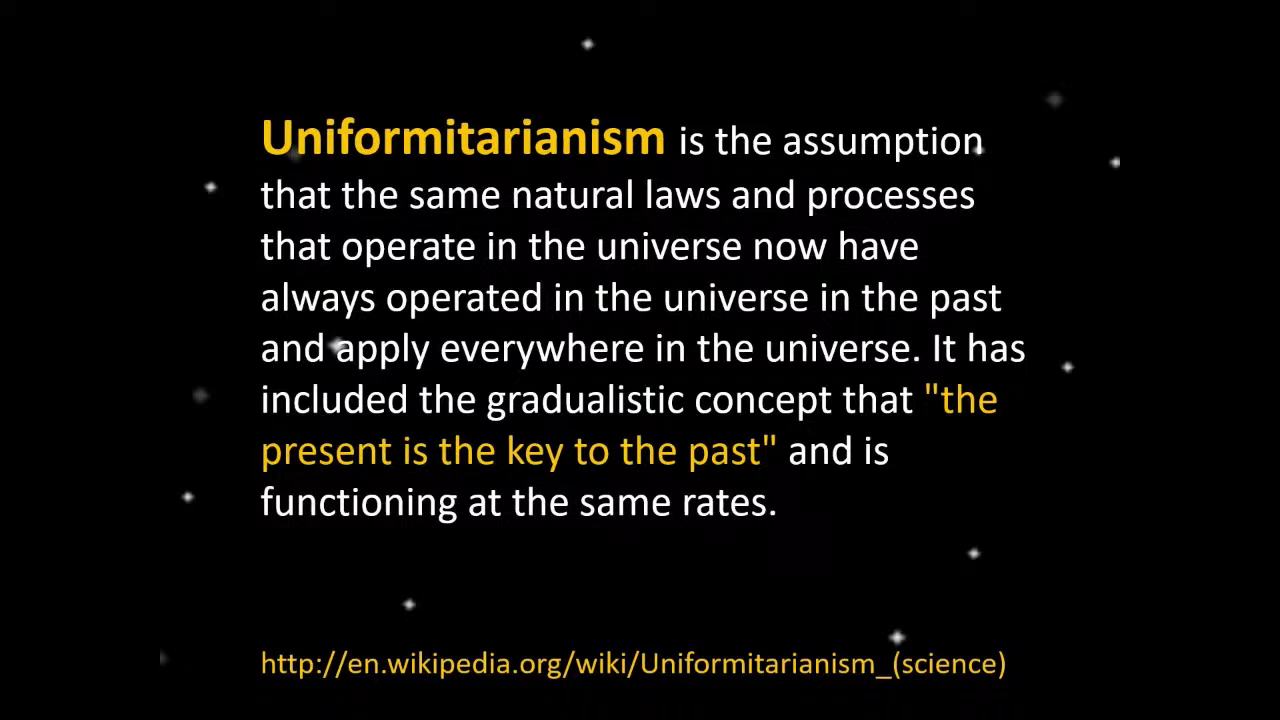 Uniformitarianism is the assumption
that the same natural laws and processes
that operate in the universe now have
always operated in the universe in the past
and apply everywhere in the universe. It has
included the gradualistic concept that "the
present is the key to the past" and is
functioning at the same rates.
http://en.wikipedia.org/wiki/Uniformitarianism_(science)